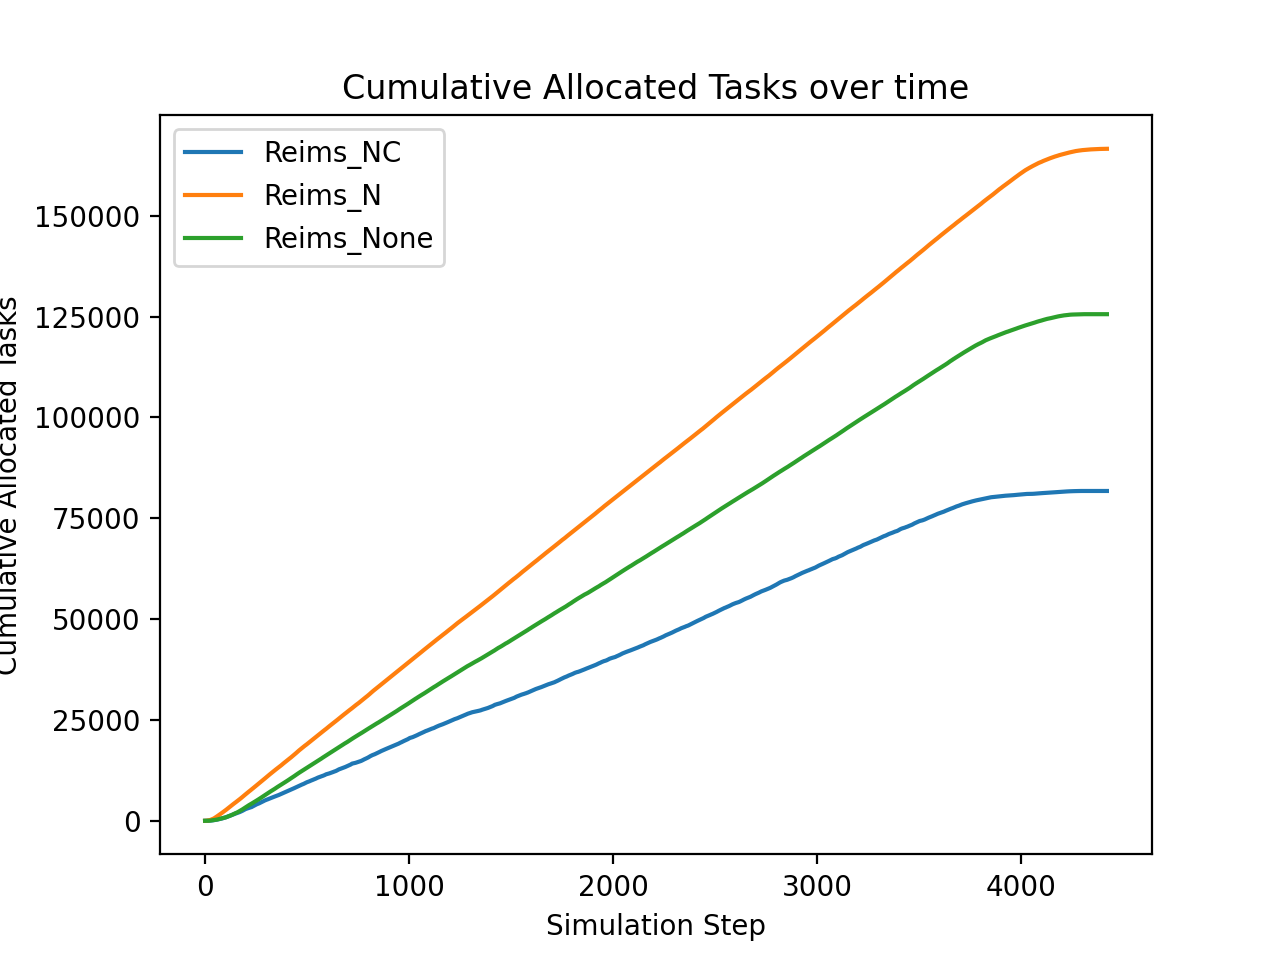 Cumulative Allocated Tasks over time
Reims_NC
Reims_N
Reims_None
Cumulative Allocated Tasks
150000
125000
100000
75000
50000
25000
0
0 1000 2000 3000 4000
Simulation Step